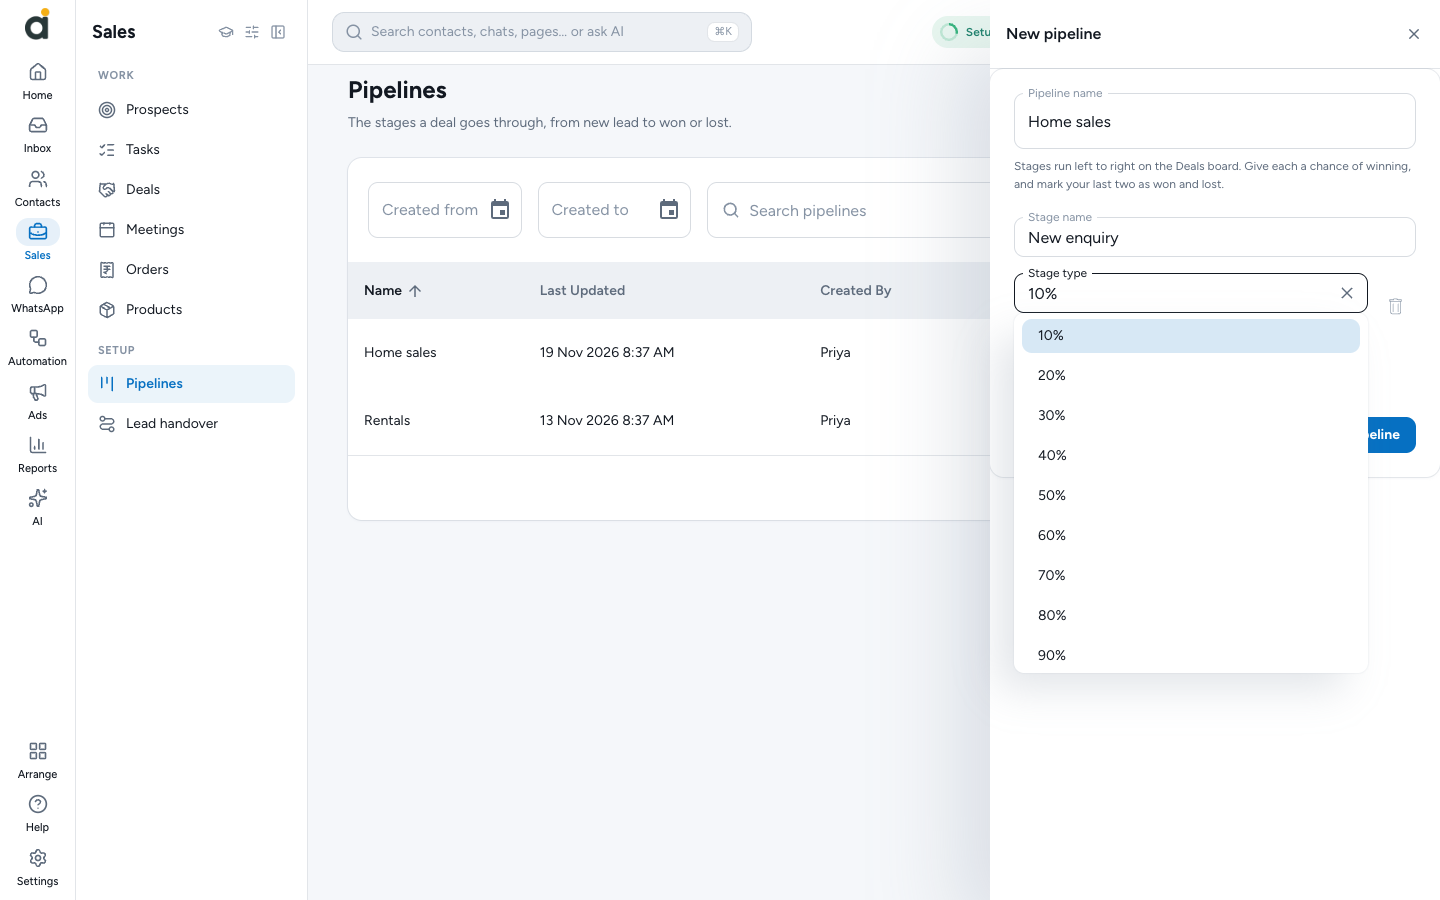 Sales
Search contacts, chats, pages... or ask AI
⌘K
Setu
New pipeline
Home
Inbox
Contacts
Sales
WhatsApp
Automation
Ads
Reports
AI
Arrange
Help
Settings
WORK
Prospects
Tasks
Deals
Meetings
Orders
Products
SETUP
Pipelines
Lead handover
Pipelines
The stages a deal goes through, from new lead to won or lost.
Created from
Created to
Search pipelines
Name
Last Updated
Created By
Home sales
19 Nov 2026 8:37 AM
Priya
Rentals
13 Nov 2026 8:37 AM
Priya
Pipeline name
Home sales
Stages run left to right on the Deals board. Give each a chance of winning,
and mark your last two as won and lost.
Stage name
New enquiry
Stage type
10%
10%
20%
30%
40%
50%
60%
70%
80%
90%
eline